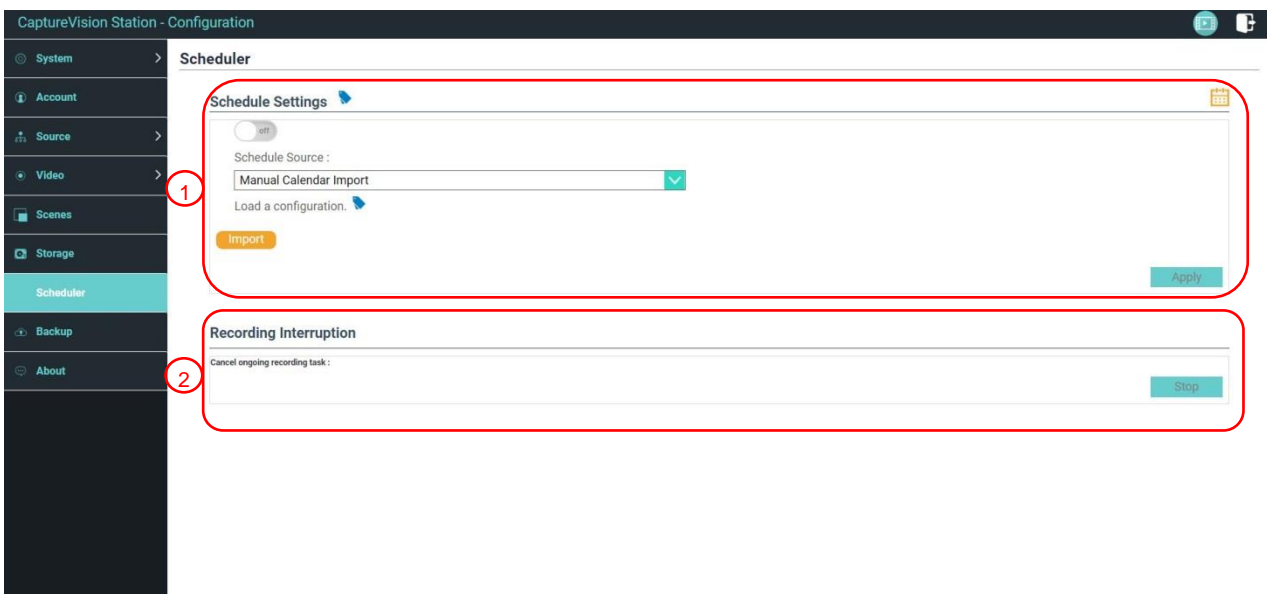 CaptureVision Station - Configuration
System
Account
Source
Video
Scenes
Storage
Scheduler
Backup
About
Scheduler
1
Schedule Settings
off
Schedule Source :
Manual Calendar Import
Load a configuration.
Import
Apply
2
Recording Interruption
Cancel ongoing recording task :
Stop